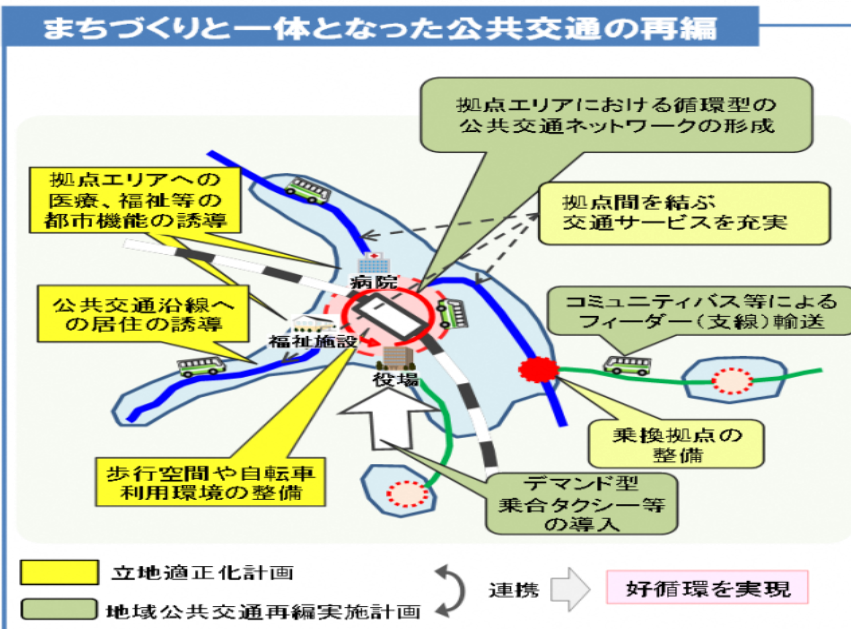 まちづくりと一体となった公共交通の再編
拠点エリアにおける循環型の
公共交通ネットワークの形成
拠点エリアへの
医療、福祉等の
都市機能の誘導
拠点間を結ぶ
交通サービスを充実
病院
公共交通沿線へ
の居住の誘導
コミュニティバス等による
フィーダー(支線)輸送
福祉施設
役場
乗換拠点の
整備
歩行空間や自転車
利用環境の整備
デマンド型
乗合タクシー等
の導入
立地適正化計画
連携
好循環を実現
地域公共交通再編実施計画